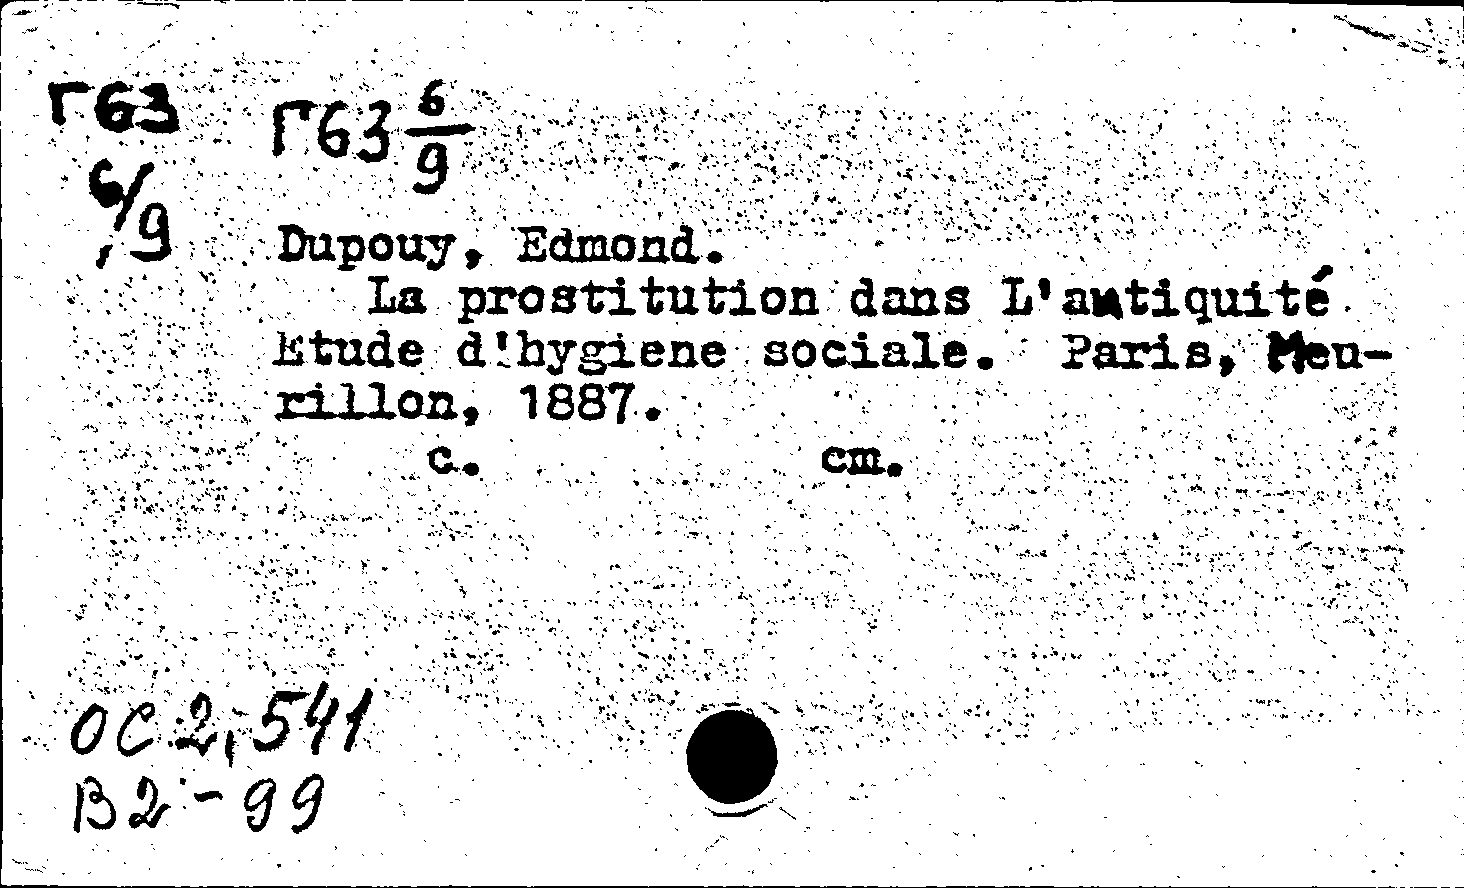 Г63
6/9
Г63 6/9
Dupouy, Edmond.
La prostitution dans L'antiquité
Etude d'hygiene sociale. Paris, Meu-
rillon, 1887.
c. cm.
ОС 2,541
В2-99